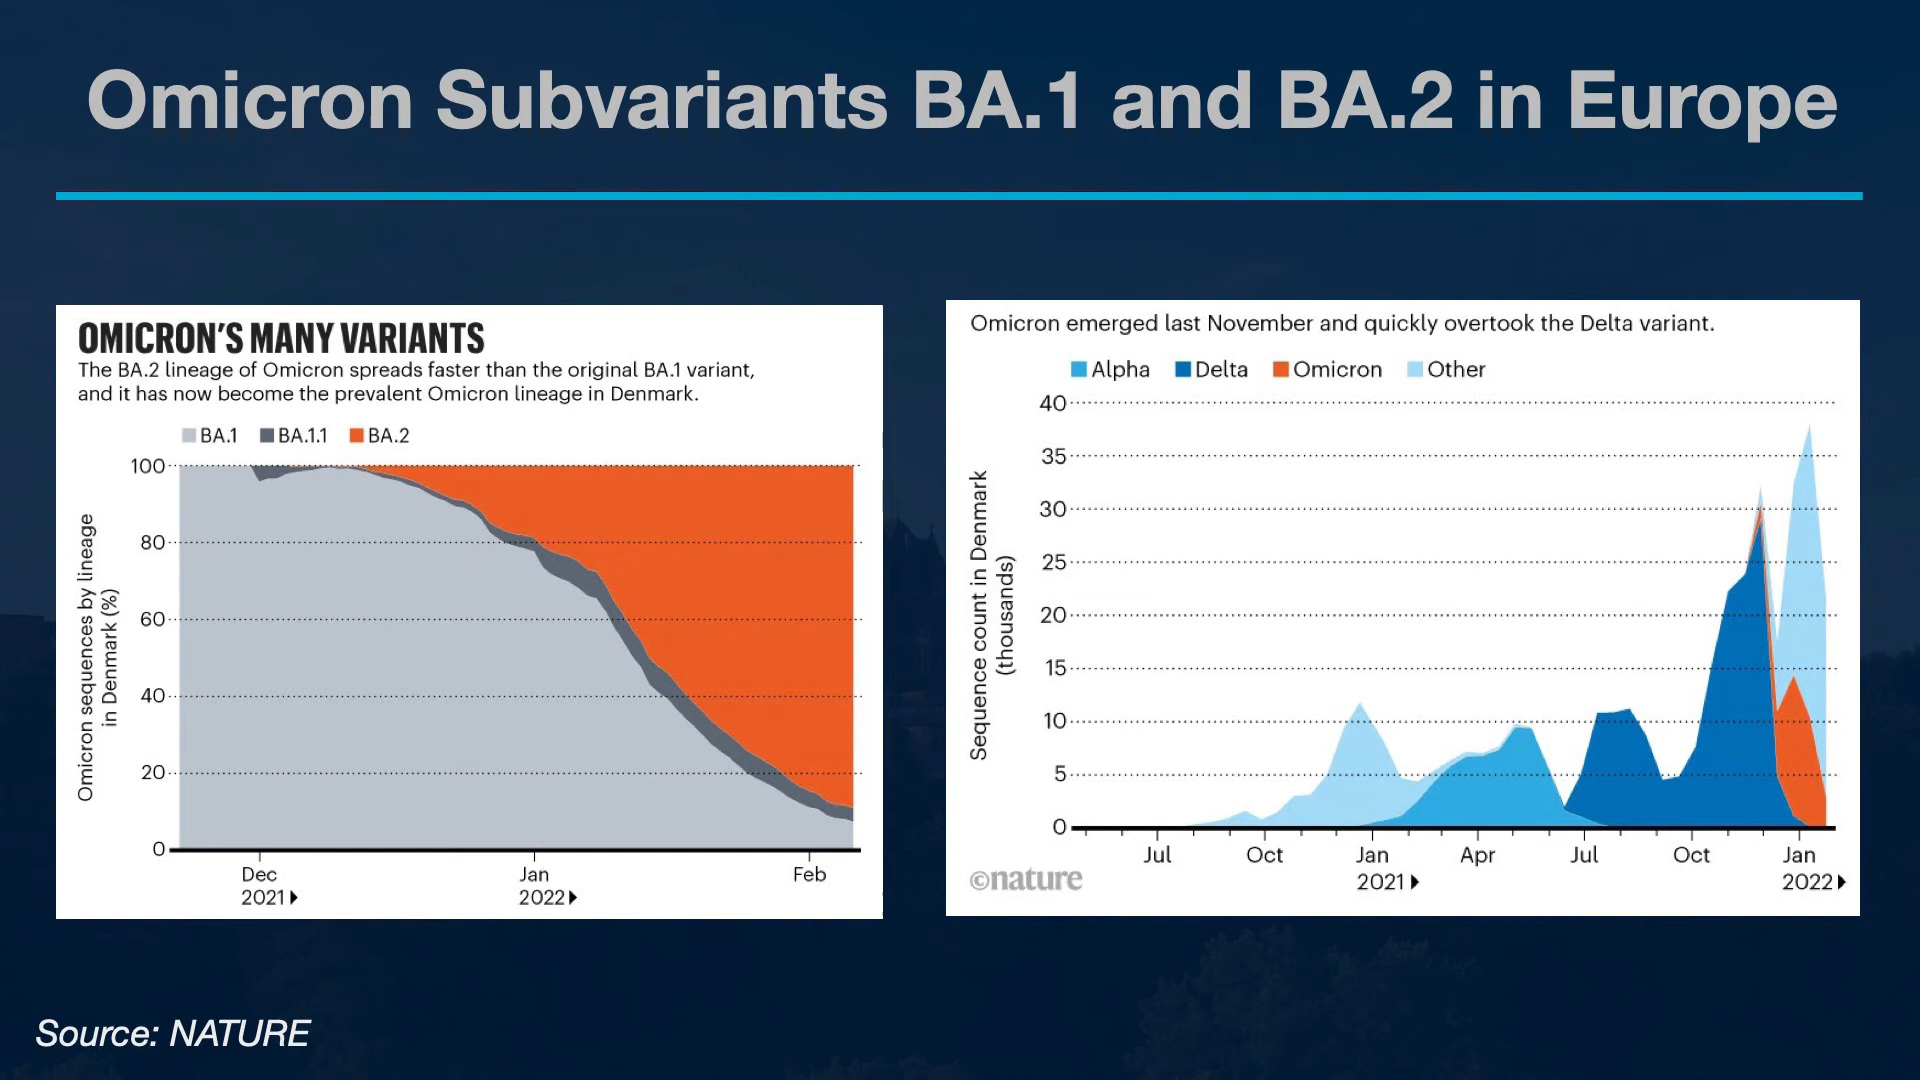 Omicron Subvariants BA.1 and BA.2 in Europe
OMICRON'S MANY VARIANTS
The BA.2 lineage of Omicron spreads faster than the original BA.1 variant,
and it has now become the prevalent Omicron lineage in Denmark.
BA.1 BA.1.1 BA.2
Omicron sequences by lineage
in Denmark (%)
100
80
60
40
20
0
Dec Jan Feb
2021 2022
Omicron emerged last November and quickly overtook the Delta variant.
Alpha Delta Omicron Other
Sequence count in Denmark
(thousands)
40
35
30
25
20
15
10
5
0
Jul Oct Jan Apr Jul Oct Jan
2021 2022
©nature
Source: NATURE